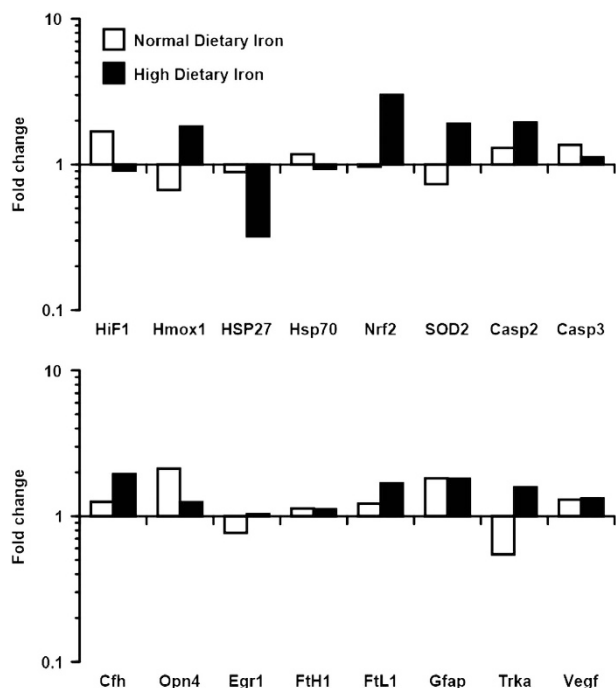 10
Normal Dietary Iron
High Dietary Iron
Fold change
1
0.1
HiF1 Hmox1 HSP27 Hsp70 Nrf2 SOD2 Casp2 Casp3
10
Fold change
1
0.1
Cfh Opn4 Egr1 FtH1 FtL1 Gfap Trka Vegf